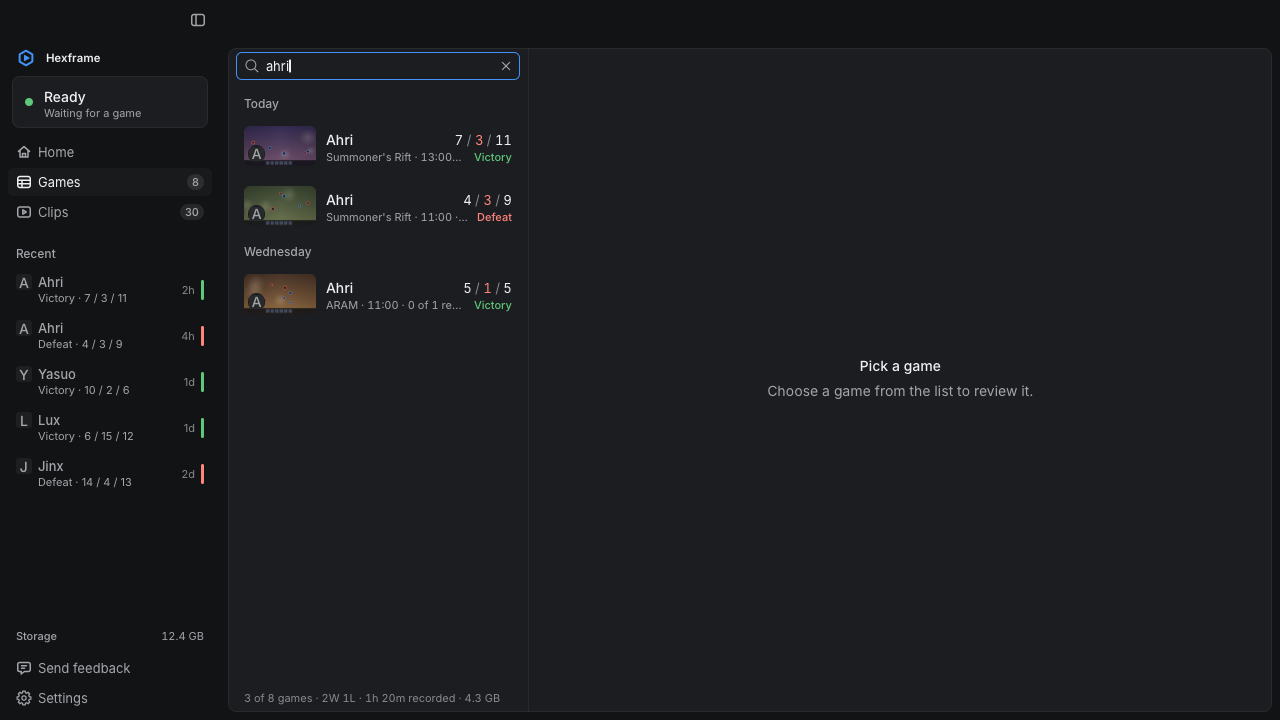 Hexframe
Ready
Waiting for a game
Home
Games 8
Clips 30
Recent
A Ahri
Victory · 7 / 3 / 11
2h
A Ahri
Defeat · 4 / 3 / 9
4h
Y Yasuo
Victory · 10 / 2 / 6
1d
L Lux
Victory · 6 / 15 / 12
1d
J Jinx
Defeat · 14 / 4 / 13
2d
Storage 12.4 GB
Send feedback
Settings
ahri
Today
A
Ahri 7 / 3 / 11
Summoner's Rift · 13:00... Victory
A
Ahri 4 / 3 / 9
Summoner's Rift · 11:00 ·... Defeat
Wednesday
A
Ahri 5 / 1 / 5
ARAM · 11:00 · 0 of 1 re... Victory
3 of 8 games · 2W 1L · 1h 20m recorded · 4.3 GB
Pick a game
Choose a game from the list to review it.